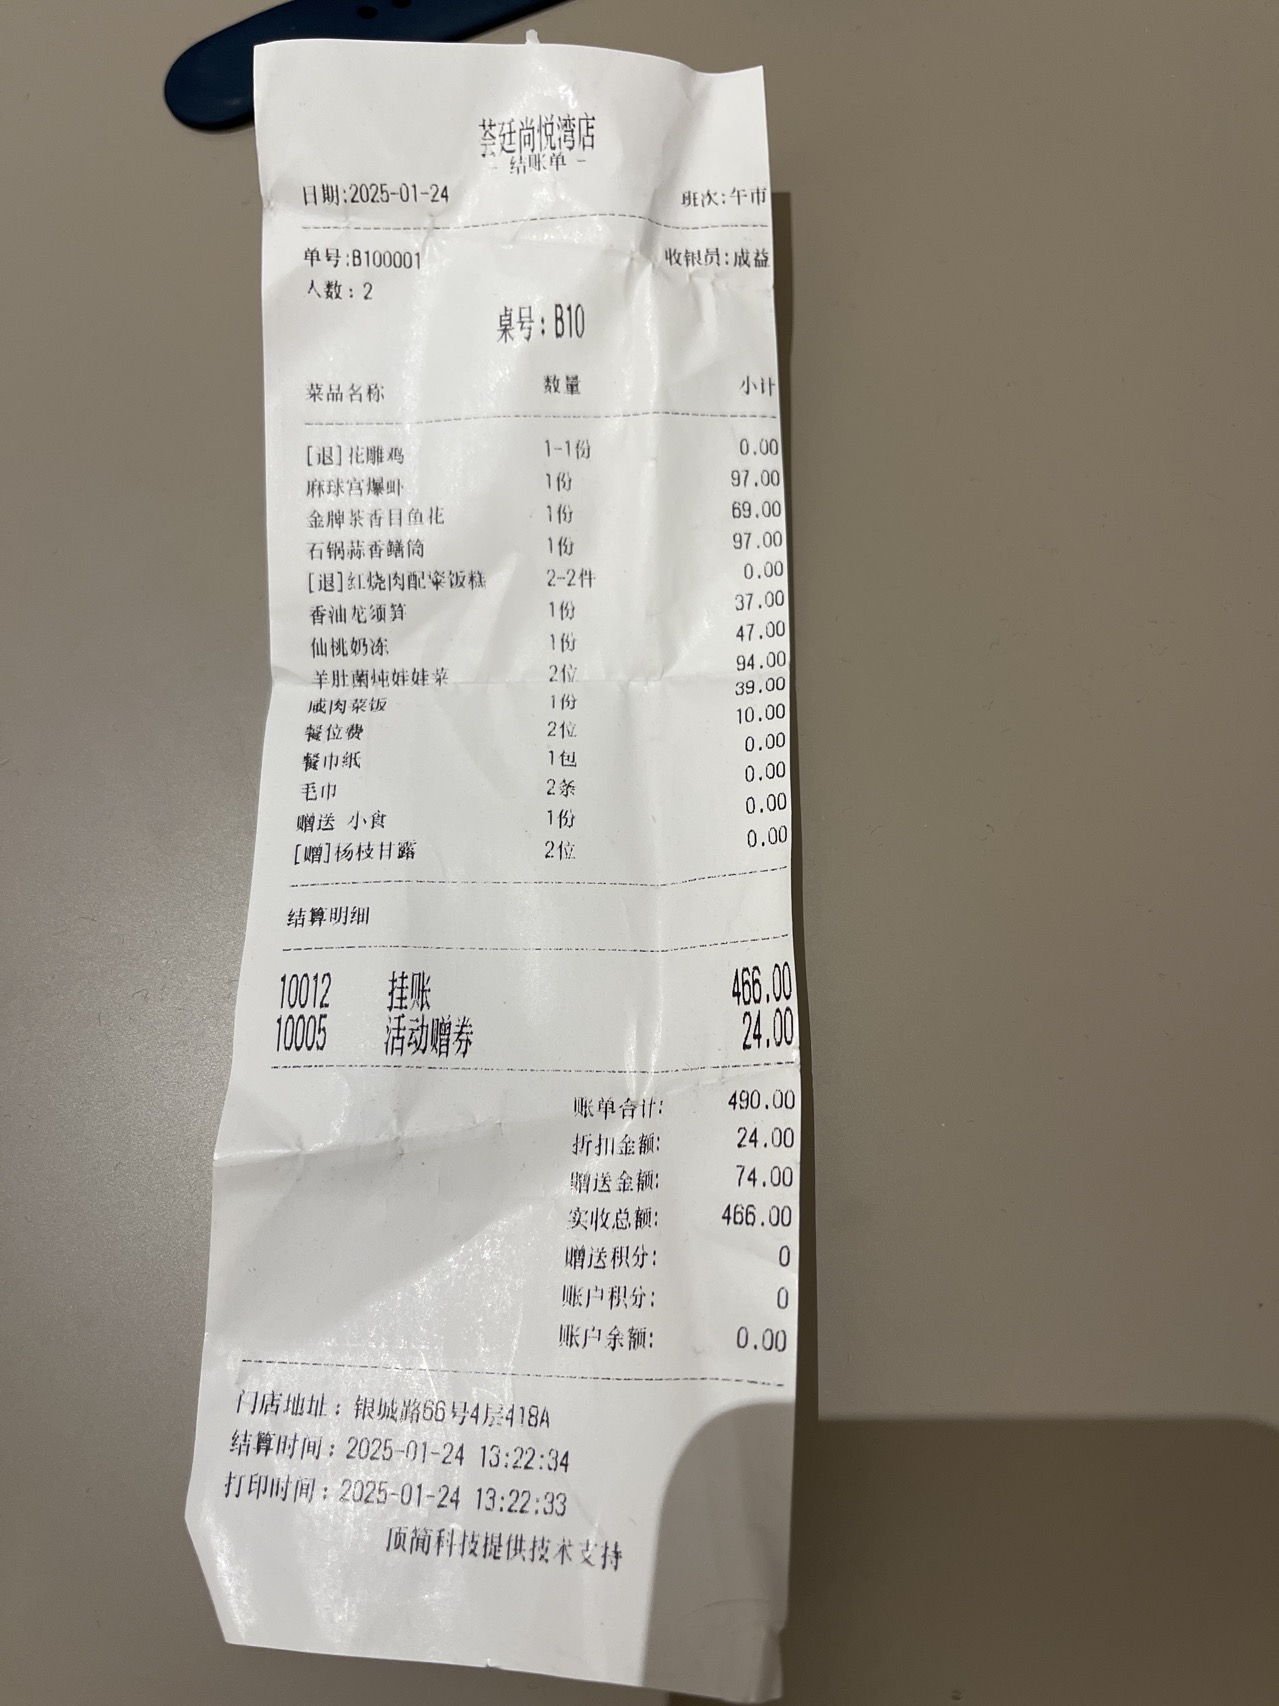 荟廷尚悦湾店
- 结账单 -
日期:2025-01-24 班次:午市
单号:B100001 收银员:成益
人数: 2
桌号: B10
菜品名称 数量 小计
[退]花雕鸡 1-1份 0.00
麻球宫爆虾 1份 97.00
金牌茶香目鱼花 1份 69.00
石锅蒜香鳝筒 1份 97.00
[退]红烧肉配粢饭糕 2-2件 0.00
香油龙须笋 1份 37.00
仙桃奶冻 1份 47.00
羊肚菌炖娃娃菜 2位 94.00
咸肉菜饭 1份 39.00
餐位费 2位 10.00
餐巾纸 1包 0.00
毛巾 2条 0.00
赠送 小食 1份 0.00
[赠]杨枝甘露 2位 0.00
结算明细
10012 挂账 466.00
10005 活动赠券 24.00
账单合计: 490.00
折扣金额: 24.00
赠送金额: 74.00
实收总额: 466.00
赠送积分: 0
账户积分: 0
账户余额: 0.00
门店地址: 银城路66号4层418A
结算时间: 2025-01-24 13:22:34
打印时间: 2025-01-24 13:22:33
顶简科技提供技术支持